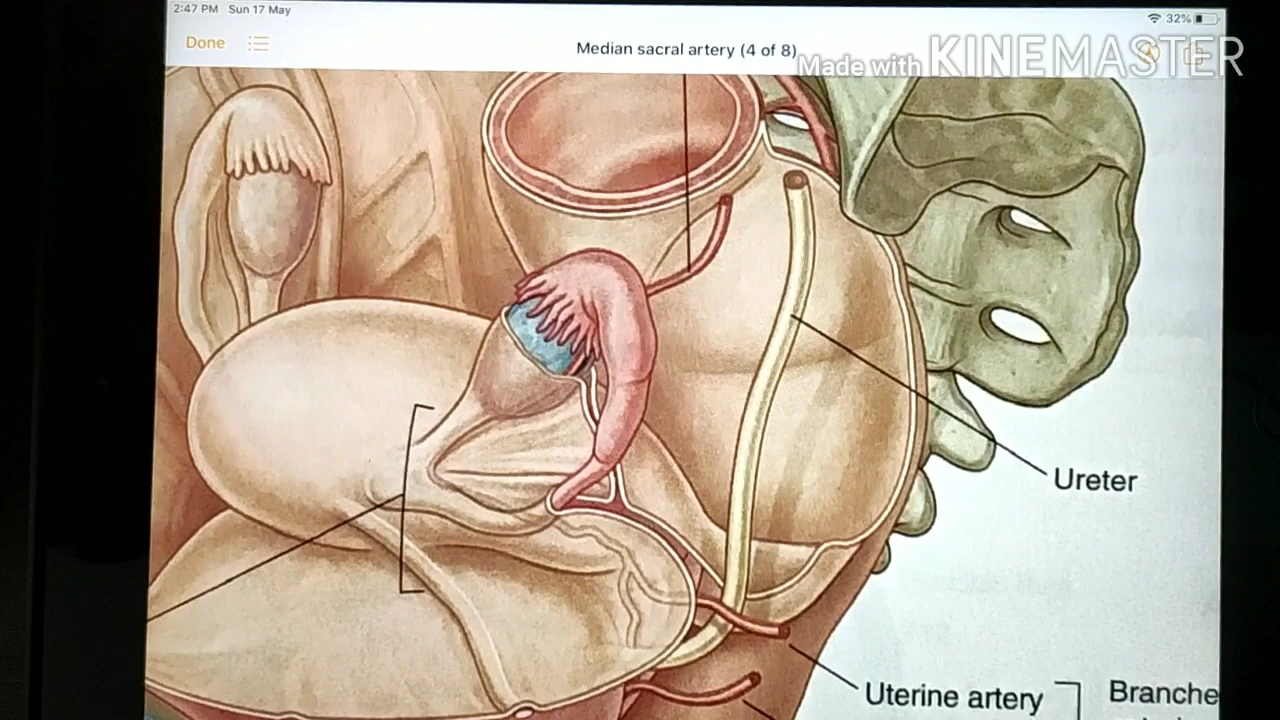 2:47 PM Sun 17 May
32%
Done
Median sacral artery (4 of 8)
Made with KINEMASTER
Ureter
Uterine artery
Branche